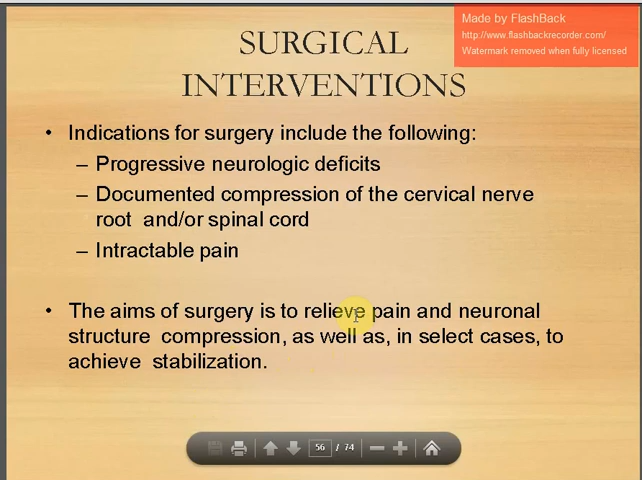 Made by FlashBack
http://www.flashbackrecorder.com/
Watermark removed when fully licensed
SURGICAL
INTERVENTIONS
• Indications for surgery include the following:
– Progressive neurologic deficits
– Documented compression of the cervical nerve
root and/or spinal cord
– Intractable pain
• The aims of surgery is to relieve pain and neuronal
structure compression, as well as, in select cases, to
achieve stabilization.
56 / 74